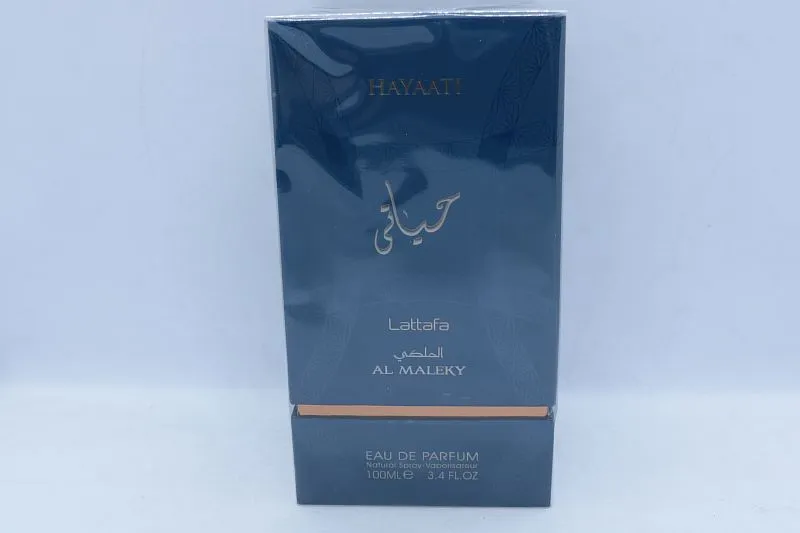 HAYAATI
حياتي
Lattafa
الملكي
AL MALEKY
EAU DE PARFUM
Natural Spray-Vaporisateur
100ML℮ 3.4 FL.OZ